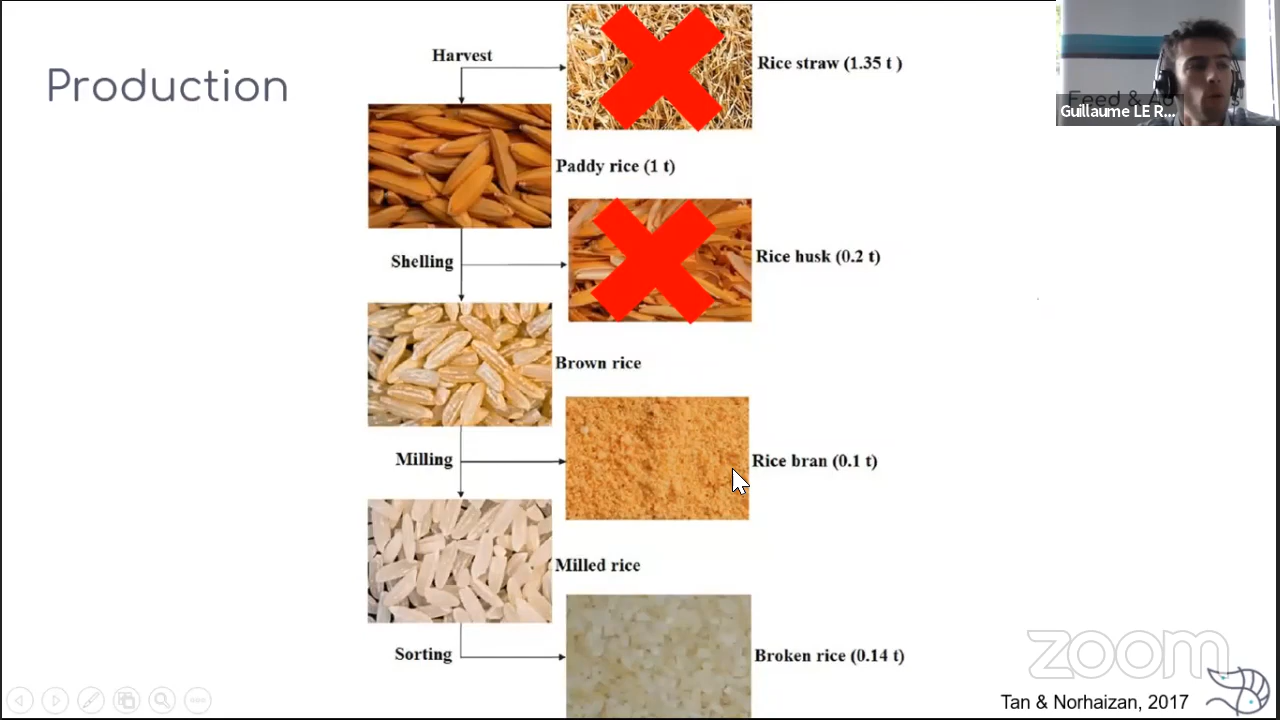 Production
Harvest
Rice straw (1.35 t )
Paddy rice (1 t)
Shelling
Rice husk (0.2 t)
Brown rice
Milling
Rice bran (0.1 t)
Milled rice
Sorting
Broken rice (0.14 t)
Feed & A
Guillaume LE R...
zoom
Tan & Norhaizan, 2017